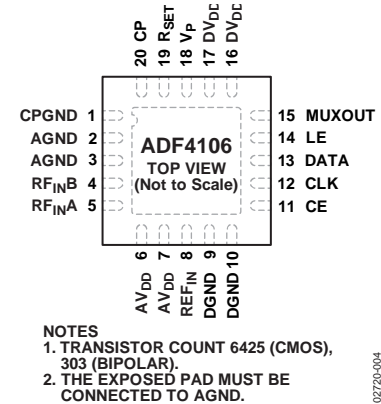 20 CP
19 RSET
18 VP
17 DVDD
16 DVDD
CPGND 1
AGND 2
AGND 3
RFINB 4
RFINA 5
ADF4106
TOP VIEW
(Not to Scale)
15 MUXOUT
14 LE
13 DATA
12 CLK
11 CE
AVDD 6
AVDD 7
REFIN 8
DGND 9
DGND 10
NOTES
1. TRANSISTOR COUNT 6425 (CMOS),
303 (BIPOLAR).
2. THE EXPOSED PAD MUST BE
CONNECTED TO AGND.
02720-004